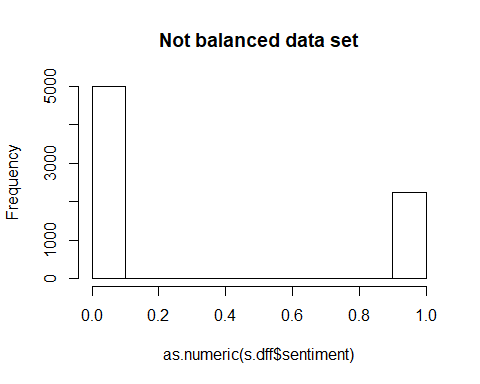 Not balanced data set
Frequency
5000
3000
1000
0
0.0 0.2 0.4 0.6 0.8 1.0
as.numeric(s.dff$sentiment)